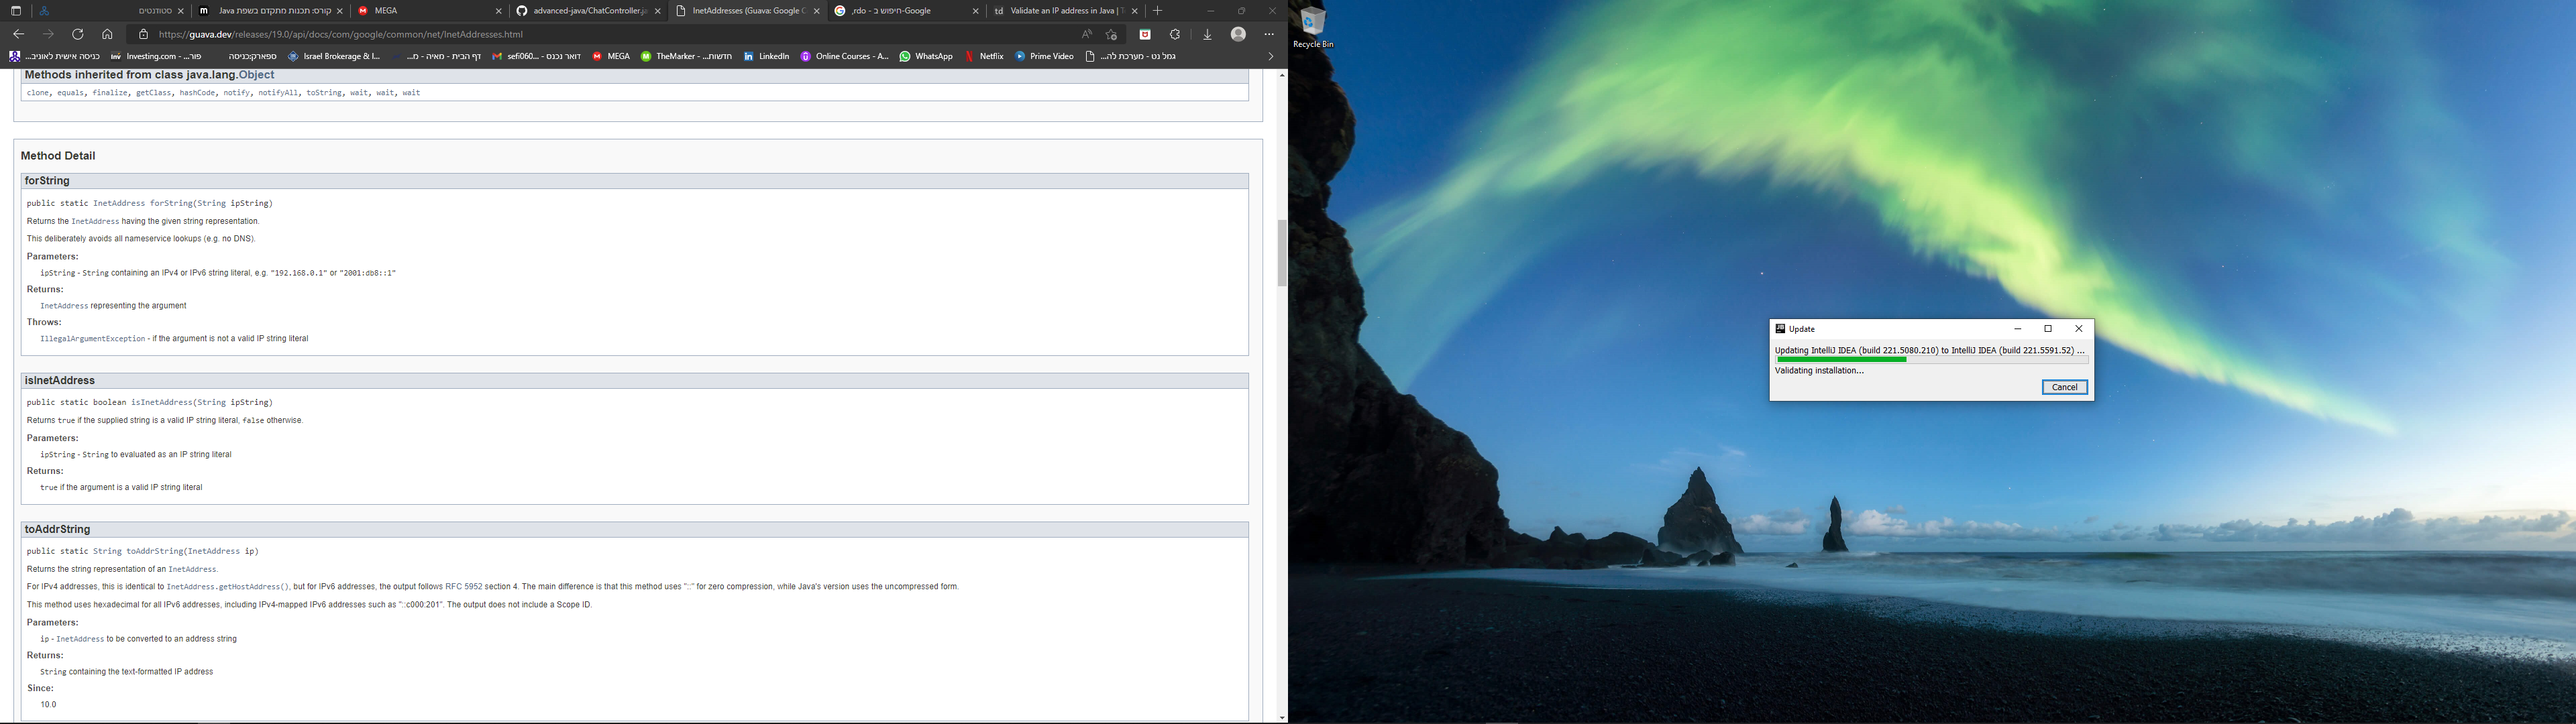 סטודנטים
קורס: תכנות מתקדם בשפת Java
MEGA
advanced-java/ChatController.ja
InetAddresses (Guava: Google C
,rdo - חיפוש ב-Google
Validate an IP address in Java | T
https://guava.dev/releases/19.0/api/docs/com/google/common/net/InetAddresses.html
כניסה אישית לאוניב...
Investing.com - פור...
ספארק:כניסה
Israel Brokerage & I...
דף הבית - מאיה - מ...
דואר נכנס - sefi060...
MEGA
TheMarker - חדשות...
LinkedIn
Online Courses - A...
WhatsApp
Netflix
Prime Video
גמל נט - מערכת לה...
Methods inherited from class java.lang.Object
clone, equals, finalize, getClass, hashCode, notify, notifyAll, toString, wait, wait, wait
Method Detail
forString
public static InetAddress forString(String ipString)
Returns the InetAddress having the given string representation.
This deliberately avoids all nameservice lookups (e.g. no DNS).
Parameters:
ipString - String containing an IPv4 or IPv6 string literal, e.g. "192.168.0.1" or "2001:db8::1"
Returns:
InetAddress representing the argument
Throws:
IllegalArgumentException - if the argument is not a valid IP string literal
isInetAddress
public static boolean isInetAddress(String ipString)
Returns true if the supplied string is a valid IP string literal, false otherwise.
Parameters:
ipString - String to evaluated as an IP string literal
Returns:
true if the argument is a valid IP string literal
toAddrString
public static String toAddrString(InetAddress ip)
Returns the string representation of an InetAddress.
For IPv4 addresses, this is identical to InetAddress.getHostAddress(), but for IPv6 addresses, the output follows RFC 5952 section 4. The main difference is that this method uses "::" for zero compression, while Java's version uses the uncompressed form.
This method uses hexadecimal for all IPv6 addresses, including IPv4-mapped IPv6 addresses such as "::c000:201". The output does not include a Scope ID.
Parameters:
ip - InetAddress to be converted to an address string
Returns:
String containing the text-formatted IP address
Since:
10.0
Recycle Bin
Update
Updating IntelliJ IDEA (build 221.5080.210) to IntelliJ IDEA (build 221.5591.52) ...
Validating installation...
Cancel